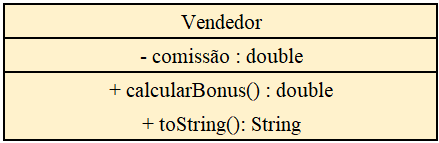 Vendedor
- comissão : double
+ calcularBonus() : double
+ toString(): String